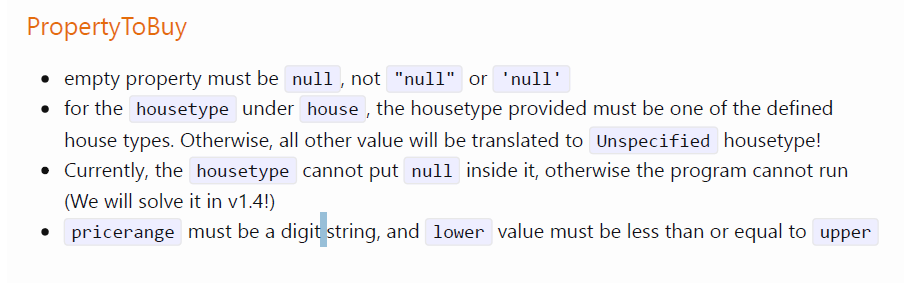 PropertyToBuy
• empty property must be null, not "null" or 'null'
• for the housetype under house, the housetype provided must be one of the defined
house types. Otherwise, all other value will be translated to Unspecified housetype!
• Currently, the housetype cannot put null inside it, otherwise the program cannot run
(We will solve it in v1.4!)
• pricerange must be a digit string, and lower value must be less than or equal to upper